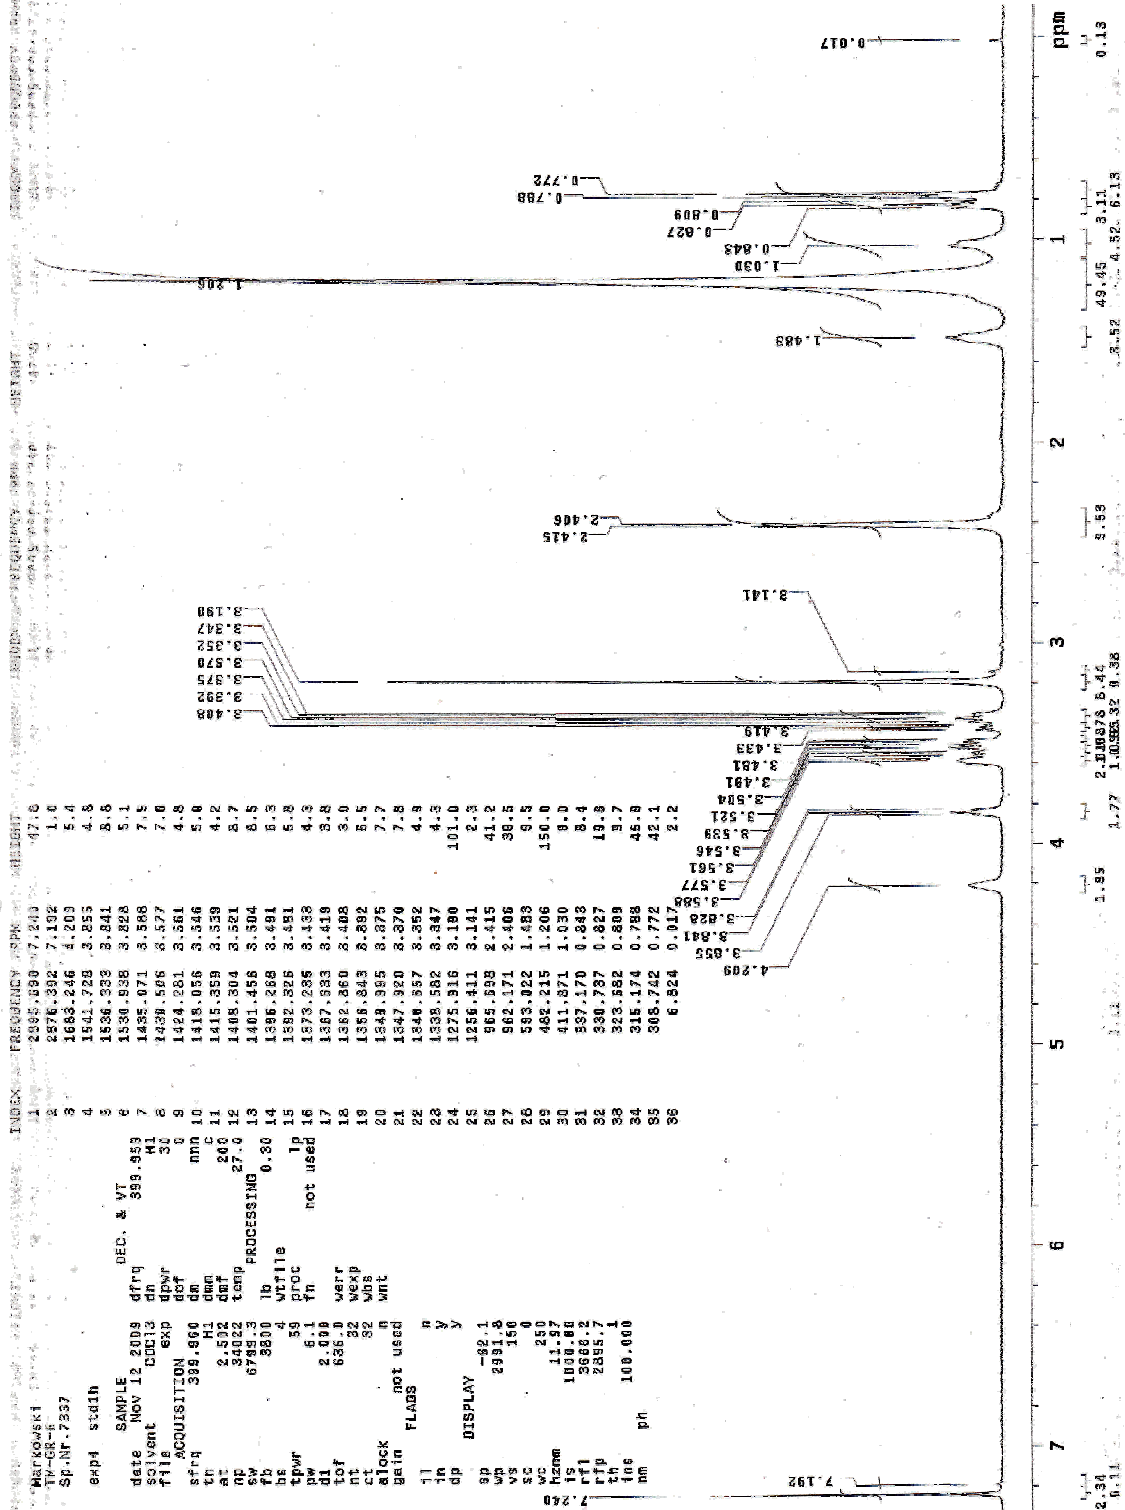 Markowski
Sp.Nr.7337
exp4 std1h
SAMPLE
date Nov 12 2009
solvent CDCl3
file exp
ACQUISITION
sfrq 399.960
tn H1
at 2.502
np 34022
sw 6799.3
fb 3800
bs 4
tpwr 59
pw 6.1
d1 2.000
tof 636.0
nt 32
ct 32
alock n
gain not used
FLAGS
il n
in y
dp y
DISPLAY
sp -82.1
wp 2991.8
vs 150
sc 0
wc 250
hzmm 11.97
is 1000.00
rfl 3668.2
rfp 2895.7
th 1
ins 100.000
nm ph
DEC. & VT
dfrq 399.959
dn H1
dpwr 30
dof 0
dm nnn
dmm c
dmf 200
temp 27.0
PROCESSING
lb 0.30
wtfile
proc lp
fn not used
werr
wexp
wbs
wnt
INDEX FREQUENCY PPM HEIGHT
1 2895.690 7.240 47.8
2 2876.392 7.192 1.0
3 1683.246 4.209 5.4
4 1541.728 3.855 4.8
5 1536.333 3.841 8.8
6 1530.938 3.828 5.1
7 1435.071 3.588 7.5
8 1430.506 3.577 7.0
9 1424.281 3.561 4.8
10 1418.056 3.546 5.0
11 1415.359 3.539 4.2
12 1408.304 3.521 8.7
13 1401.456 3.504 6.5
14 1396.268 3.491 6.3
15 1392.326 3.481 5.8
16 1373.235 3.433 4.3
17 1367.633 3.419 3.8
18 1362.860 3.408 3.0
19 1356.843 3.392 6.5
20 1349.995 3.375 7.7
21 1347.920 3.370 7.8
22 1340.657 3.352 4.9
23 1338.582 3.347 4.3
24 1275.916 3.190 101.0
25 1256.411 3.141 2.3
26 965.698 2.415 41.2
27 962.171 2.406 38.5
28 593.022 1.483 9.5
29 482.215 1.206 150.0
30 411.871 1.030 9.0
31 337.170 0.843 8.4
32 330.737 0.827 19.8
33 323.682 0.809 9.7
34 315.174 0.788 45.9
35 308.742 0.772 42.1
36 6.824 0.017 2.2
7.240
7.192
4.209
3.855
3.841
3.828
3.588
3.577
3.561
3.546
3.539
3.521
3.504
3.491
3.481
3.433
3.419
3.408
3.392
3.375
3.370
3.352
3.347
3.190
3.141
2.415
2.406
1.483
1.206
1.030
0.843
0.827
0.809
0.788
0.772
0.017
7 6 5 4 3 2 1 ppm
2.34
1.95
1.77
49.45
4.32
3.11
6.13
0.13